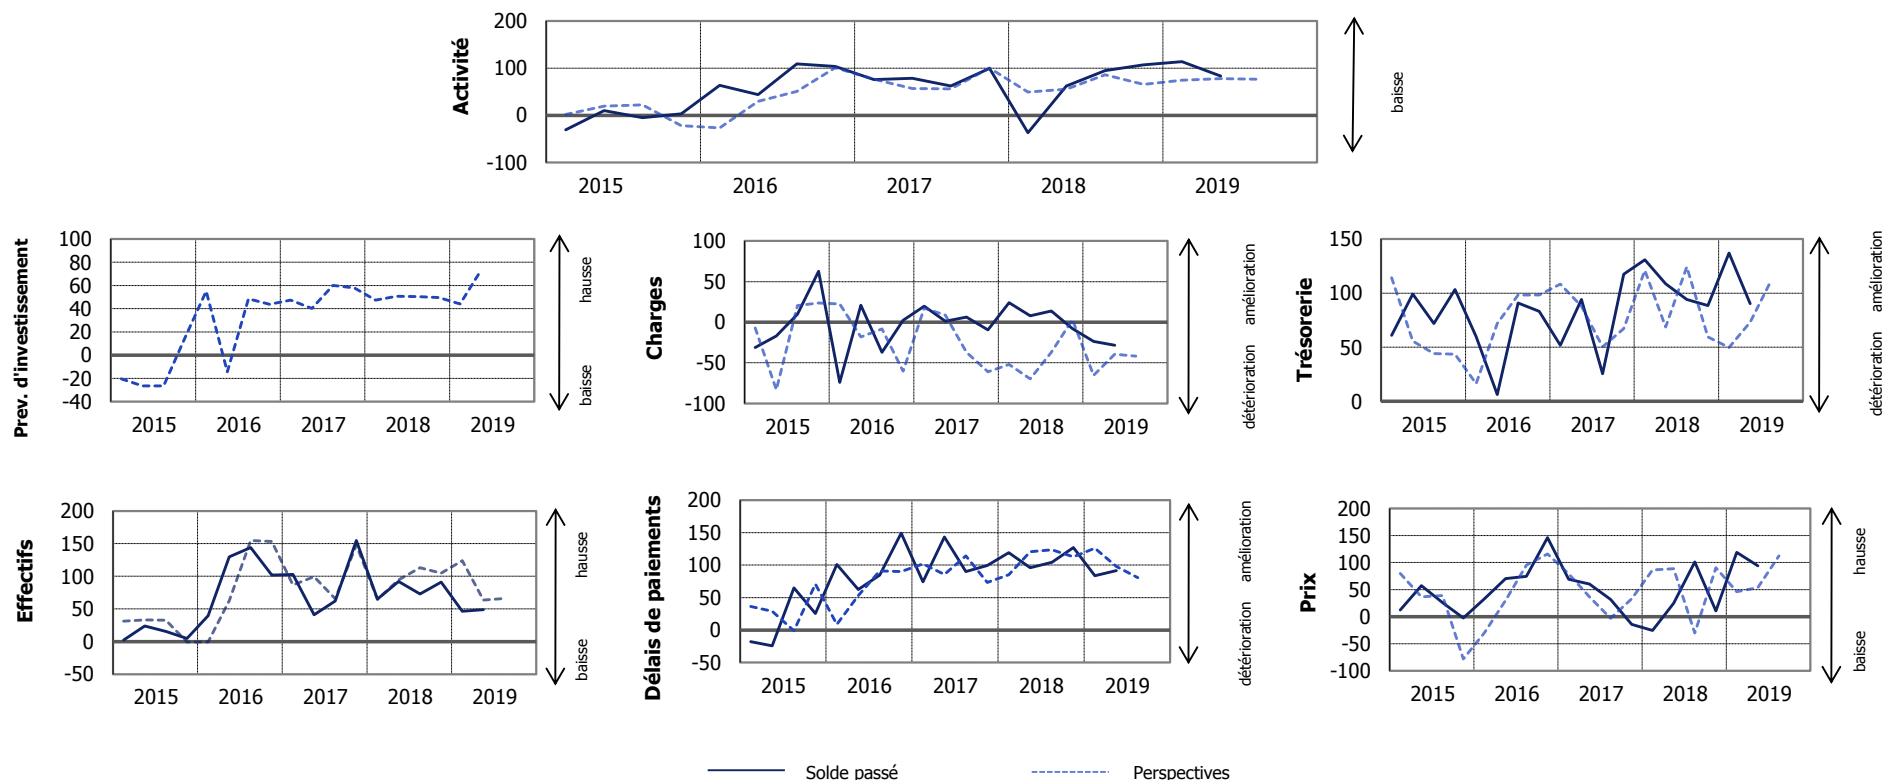 Activité
200
100
0
-100
2015 2016 2017 2018 2019
baisse
Prev. d'investissement
100
80
60
40
20
0
-20
-40
2015 2016 2017 2018 2019
hausse
baisse
Charges
100
50
0
-50
-100
2015 2016 2017 2018 2019
amélioration
détérioration
Trésorerie
150
100
50
0
2015 2016 2017 2018 2019
amélioration
détérioration
Effectifs
200
150
100
50
0
-50
2015 2016 2017 2018 2019
hausse
baisse
Délais de paiements
200
150
100
50
0
-50
2015 2016 2017 2018 2019
amélioration
détérioration
Prix
200
150
100
50
0
-50
-100
2015 2016 2017 2018 2019
hausse
baisse
Solde passé Perspectives